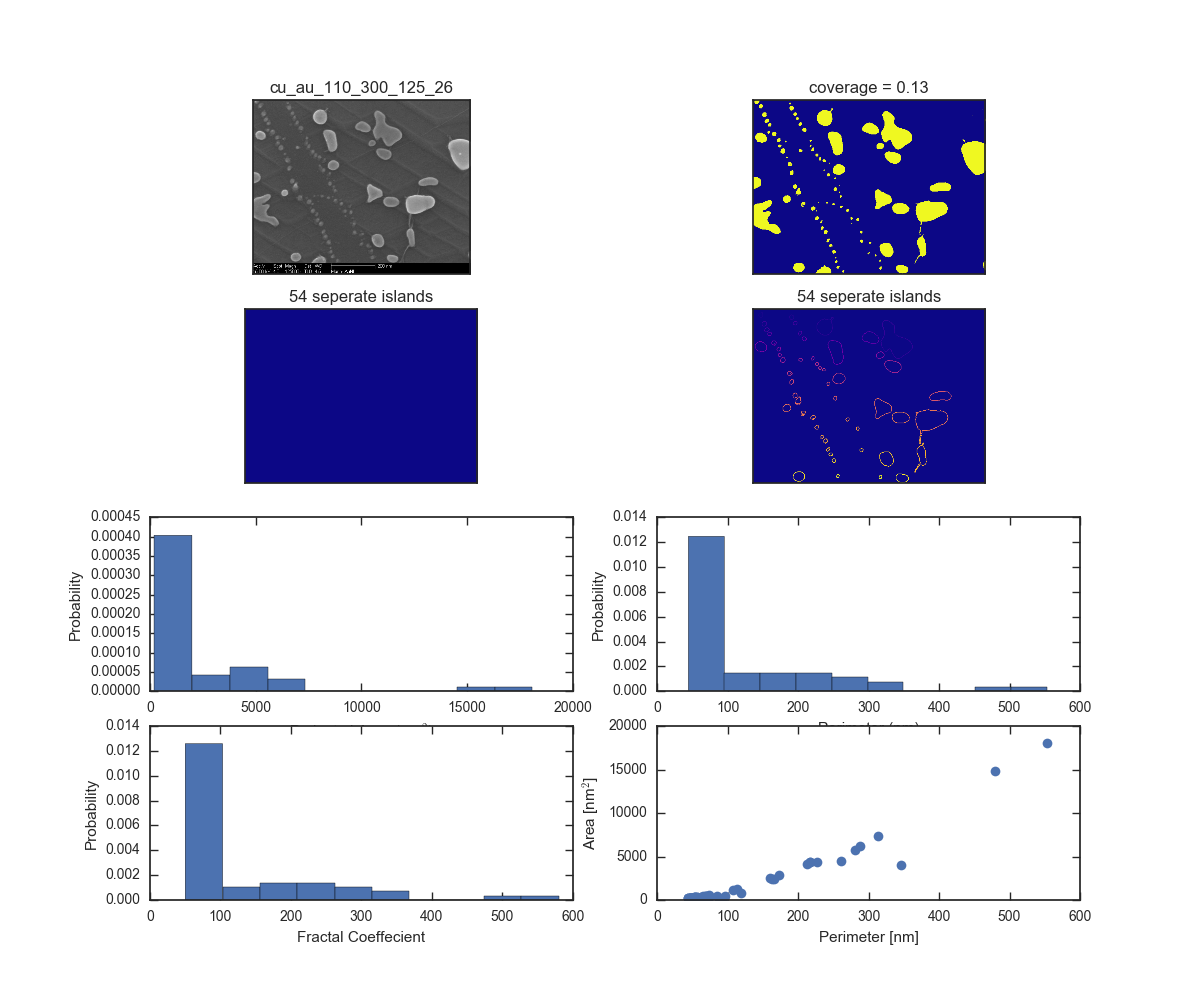 cu_au_110_300_125_26
coverage = 0.13
200 nm
54 seperate islands
54 seperate islands
0.00045
0.00040
0.00035
0.00030
0.00025
0.00020
0.00015
0.00010
0.00005
0.00000
Probability
0 5000 10000 15000 20000
0.014
0.012
0.010
0.008
0.006
0.004
0.002
0.000
Probability
0 100 200 300 400 500 600
0.014
0.012
0.010
0.008
0.006
0.004
0.002
0.000
Probability
0 100 200 300 400 500 600
Fractal Coeffecient
20000
15000
10000
5000
0
Area [nm²]
0 100 200 300 400 500 600
Perimeter [nm]